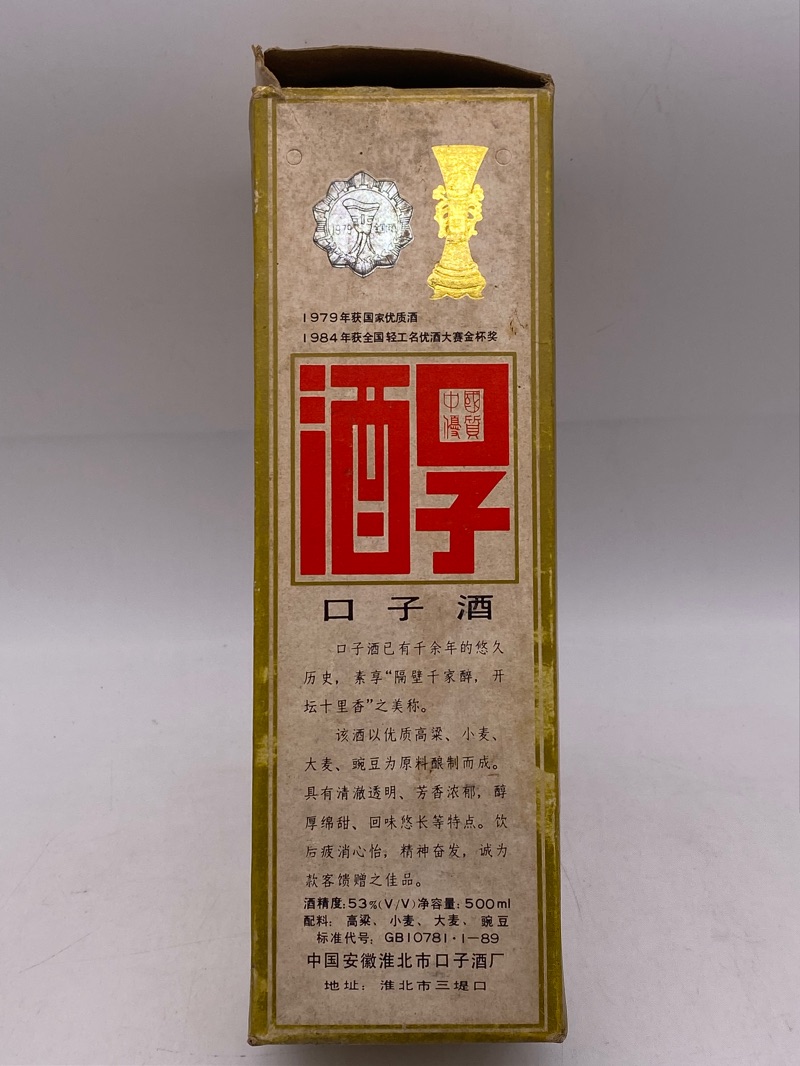 1979
1979年获国家优质酒
1984年获全国轻工名优酒大赛金杯奖
口子酒
中國
優質
口子酒
口子酒已有千余年的悠久
历史，素享“隔壁千家醉，开
坛十里香”之美称。
该酒以优质高粱、小麦、
大麦、豌豆为原料酿制而成。
具有清澈透明、芳香浓郁，醇
厚绵甜、回味悠长等特点。饮
后疲消心怡，精神奋发，诚为
款客馈赠之佳品。
酒精度：53%(V/V)净容量：500ml
配料：高粱、小麦、大麦、豌豆
标准代号：GB10781·1—89
中国安徽淮北市口子酒厂
地址：淮北市三堤口